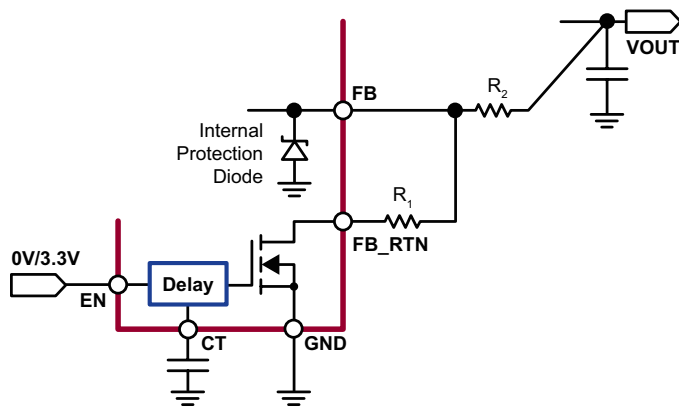 VOUT
FB
R2
Internal
Protection
Diode
R1
FB_RTN
0V/3.3V
Delay
EN
CT
GND